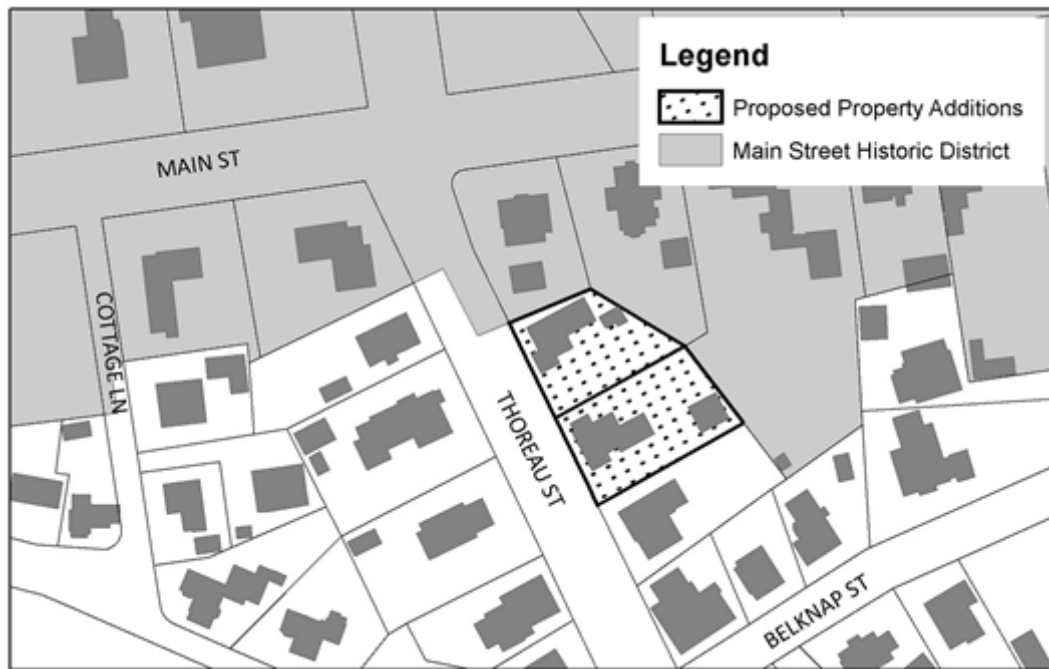 Legend
Proposed Property Additions
Main Street Historic District
MAIN ST
COTTAGE LN
THOREAU ST
BELKNAP ST